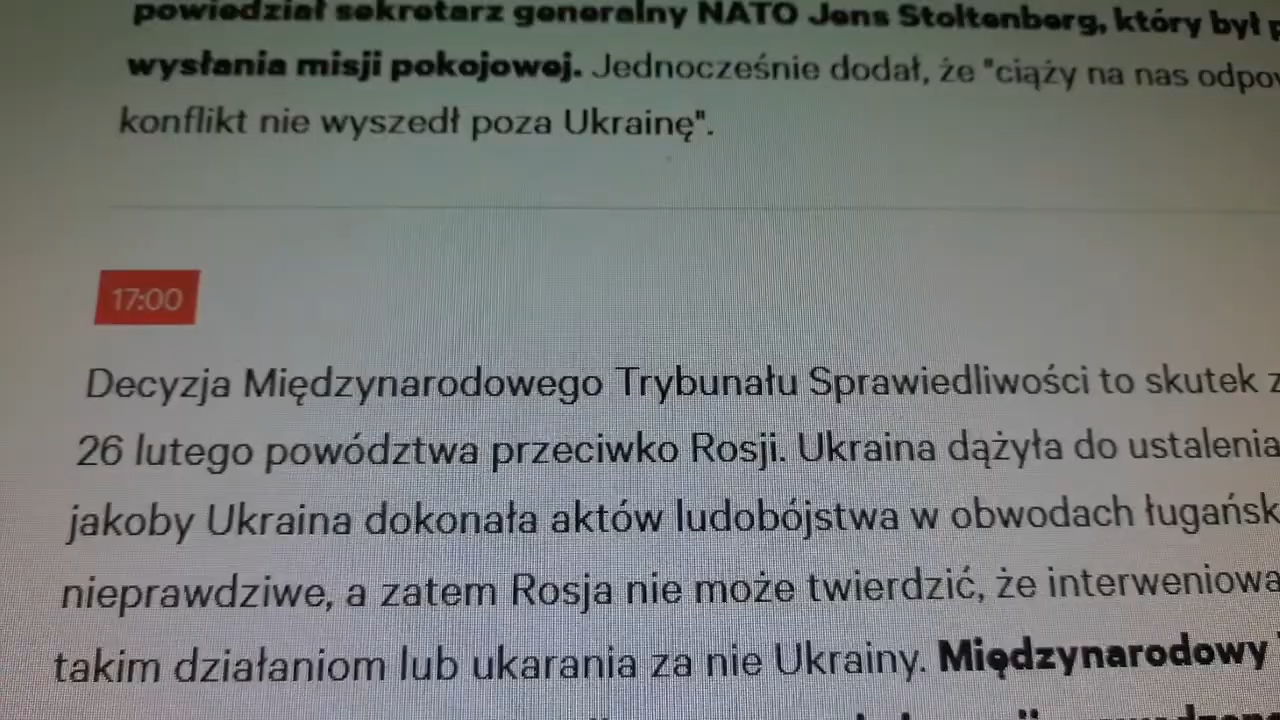 powiedział sekretarz generalny NATO Jens Stoltenberg, który był
wysłania misji pokojowej. Jednocześnie dodał, że "ciąży na nas
konflikt nie wyszedł poza Ukrainę".
17:00
Decyzja Międzynarodowego Trybunału Sprawiedliwości to skutek
26 lutego powództwa przeciwko Rosji. Ukraina dążyła do ustalenia
jakoby Ukraina dokonała aktów ludobójstwa w obwodach
nieprawdziwe, a zatem Rosja nie może twierdzić, że
takim działaniom lub ukarania za nie Ukrainy. Międzynarodowy